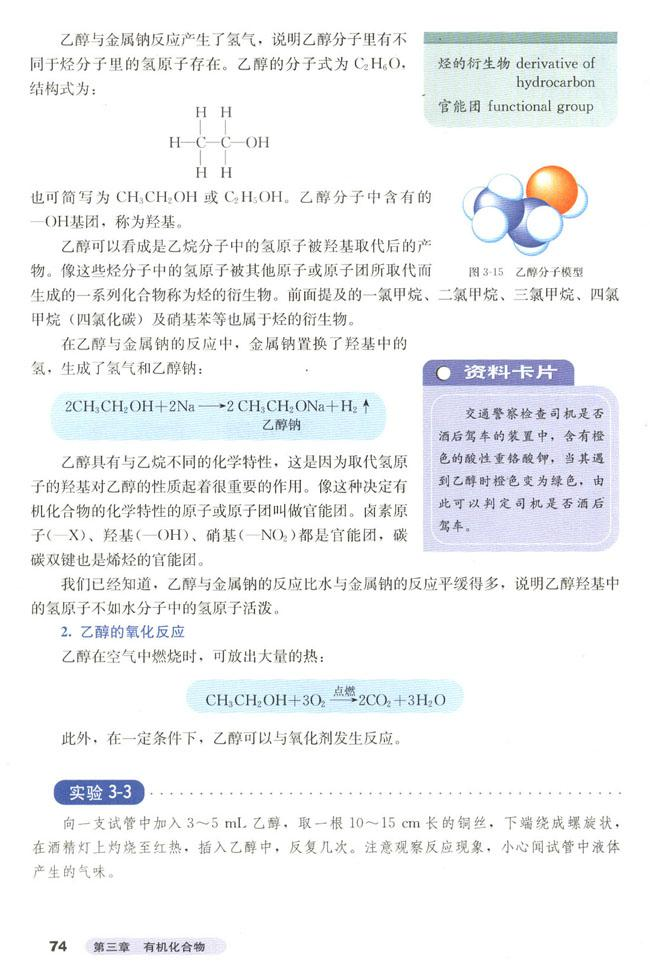 乙醇与金属钠反应产生了氢气，说明乙醇分子里有不
同于烃分子里的氢原子存在。乙醇的分子式为 C₂H₆O，
结构式为：
烃的衍生物 derivative of
hydrocarbon
官能团 functional group
H H
H—C—C—OH
H H
也可简写为 CH₃CH₂OH 或 C₂H₅OH。乙醇分子中含有的
—OH基团，称为羟基。
乙醇可以看成是乙烷分子中的氢原子被羟基取代后的产
物。像这些烃分子中的氢原子被其他原子或原子团所取代而
图 3-15 乙醇分子模型
生成的一系列化合物称为烃的衍生物。前面提及的一氯甲烷、二氯甲烷、三氯甲烷、四氯
甲烷（四氯化碳）及硝基苯等也属于烃的衍生物。
在乙醇与金属钠的反应中，金属钠置换了羟基中的
氢，生成了氢气和乙醇钠：
2CH₃CH₂OH+2Na⟶2 CH₃CH₂ONa+H₂↑
乙醇钠
资料卡片
交通警察检查司机是否
酒后驾车的装置中，含有橙
色的酸性重铬酸钾，当其遇
到乙醇时橙色变为绿色，由
此可以判定司机是否酒后
驾车。
乙醇具有与乙烷不同的化学特性，这是因为取代氢原
子的羟基对乙醇的性质起着很重要的作用。像这种决定有
机化合物的化学特性的原子或原子团叫做官能团。卤素原
子(—X)、羟基(—OH)、硝基(—NO₂)都是官能团，碳
碳双键也是烯烃的官能团。
我们已经知道，乙醇与金属钠的反应比水与金属钠的反应平缓得多，说明乙醇羟基中
的氢原子不如水分子中的氢原子活泼。
2. 乙醇的氧化反应
乙醇在空气中燃烧时，可放出大量的热：
点燃
CH₃CH₂OH+3O₂⟶2CO₂+3H₂O
此外，在一定条件下，乙醇可以与氧化剂发生反应。
实验 3-3
向一支试管中加入 3～5 mL 乙醇，取一根 10～15 cm 长的铜丝，下端绕成螺旋状，
在酒精灯上灼烧至红热，插入乙醇中，反复几次。注意观察反应现象，小心闻试管中液体
产生的气味。
74 第三章 有机化合物